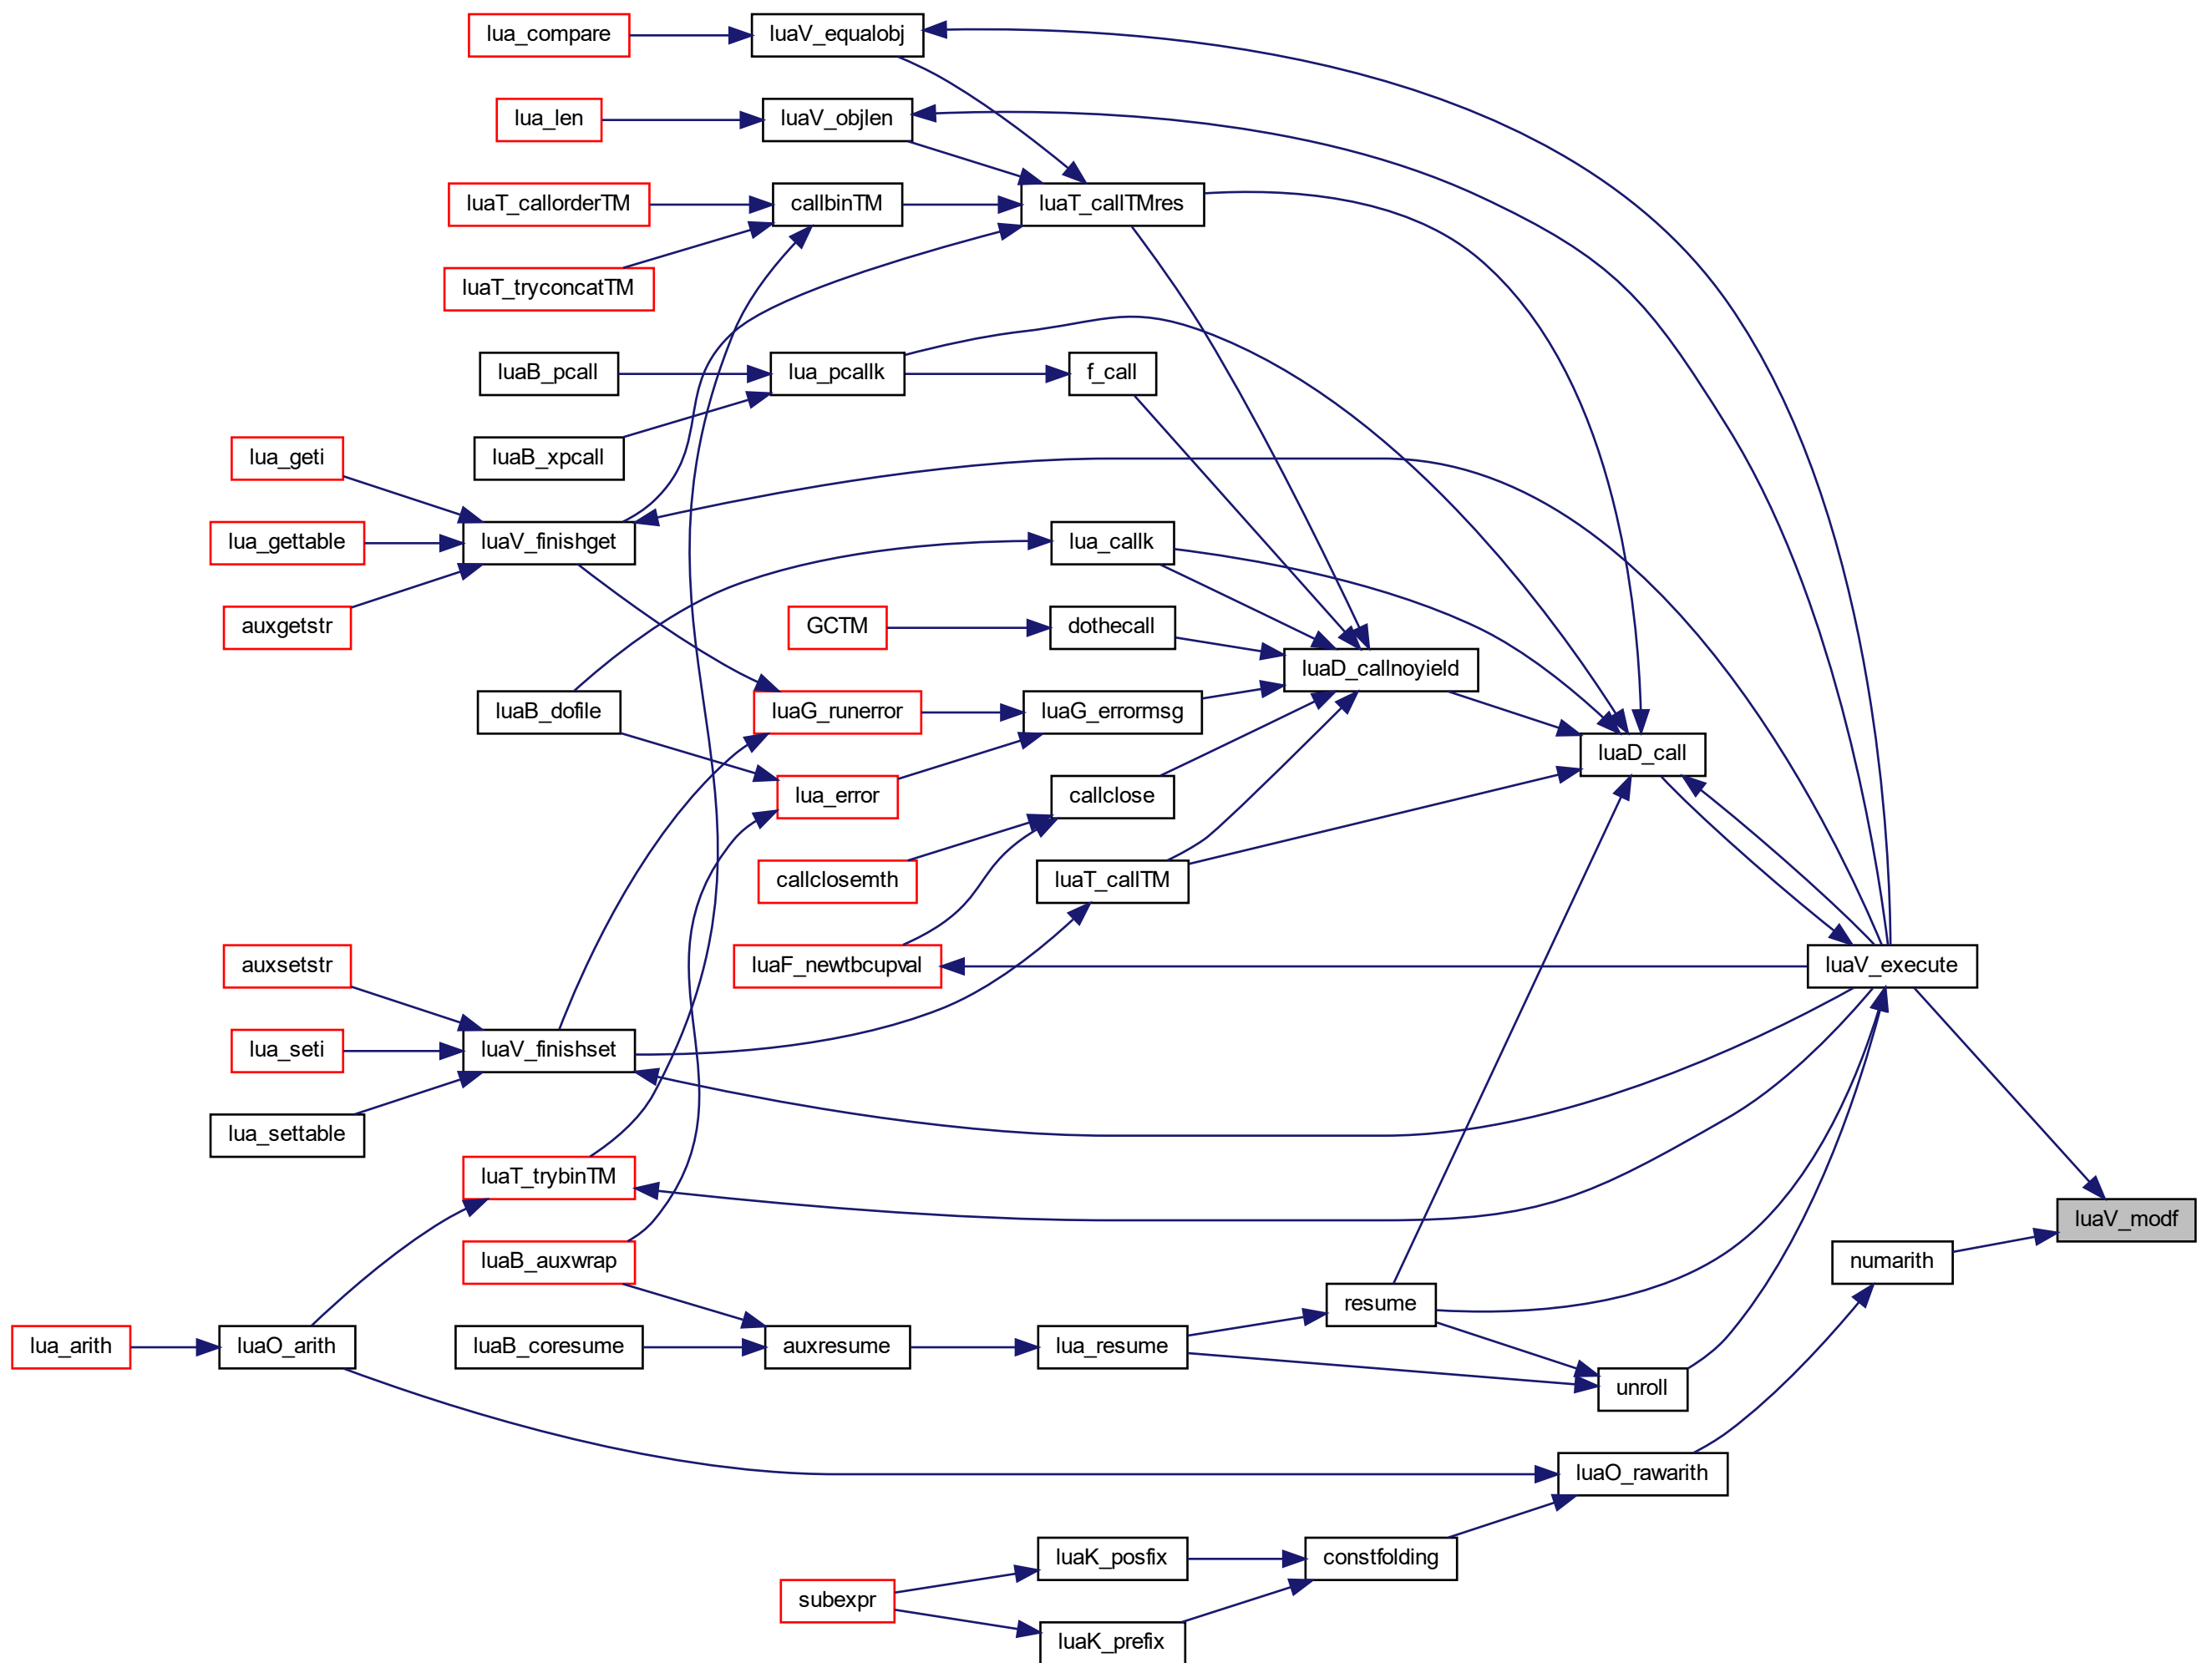 lua_compare
luaV_equalobj
lua_len
luaV_objlen
luaT_callorderTM
callbinTM
luaT_callTMres
luaT_tryconcatTM
luaB_pcall
lua_pcallk
f_call
lua_geti
luaB_xpcall
lua_gettable
luaV_finishget
lua_callk
auxgetstr
GCTM
dothecall
luaD_callnoyield
luaB_dofile
luaG_runerror
luaG_errormsg
luaD_call
lua_error
callclose
callclosemth
luaT_callTM
auxsetstr
luaF_newtbcupval
luaV_execute
lua_seti
luaV_finishset
lua_settable
luaT_trybinTM
luaV_modf
luaB_auxwrap
numarith
resume
lua_arith
luaO_arith
luaB_coresume
auxresume
lua_resume
unroll
luaO_rawarith
luaK_posfix
constfolding
subexpr
luaK_prefix